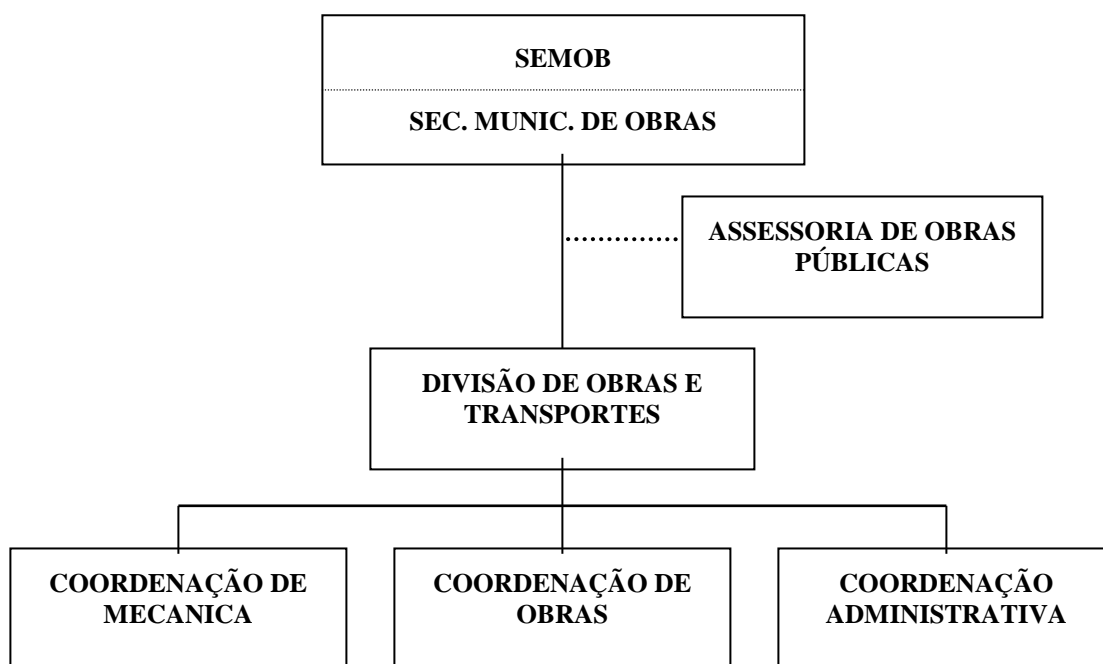 SEMOB
SEC. MUNIC. DE OBRAS
ASSESSORIA DE OBRAS
PÚBLICAS
DIVISÃO DE OBRAS E
TRANSPORTES
COORDENAÇÃO DE
MECANICA
COORDENAÇÃO DE
OBRAS
COORDENAÇÃO
ADMINISTRATIVA